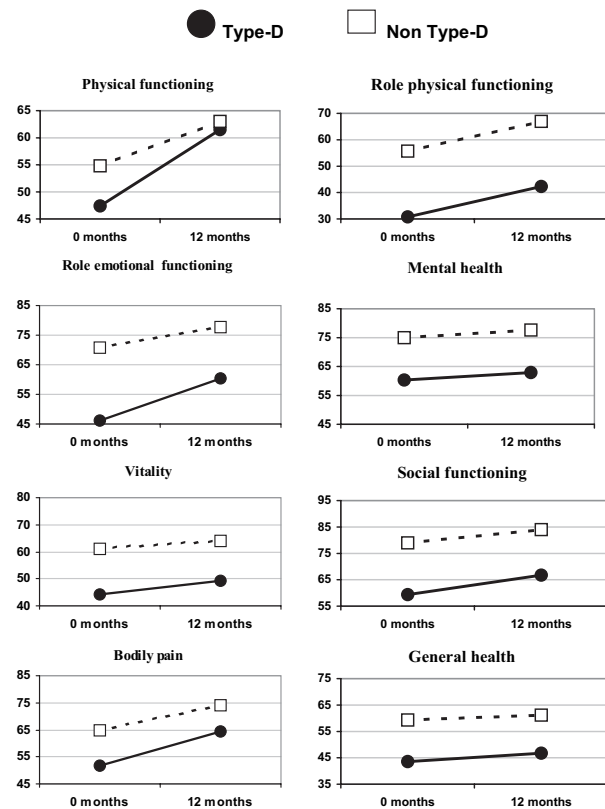 Type-D Non Type-D
Physical functioning
65
60
55
50
45
0 months 12 months
Role physical functioning
70
60
50
40
30
0 months 12 months
Role emotional functioning
85
75
65
55
45
0 months 12 months
Mental health
85
75
65
55
45
0 months 12 months
Vitality
80
70
60
50
40
0 months 12 months
Social functioning
95
85
75
65
55
0 months 12 months
Bodily pain
85
75
65
55
45
0 months 12 months
General health
75
65
55
45
35
0 months 12 months